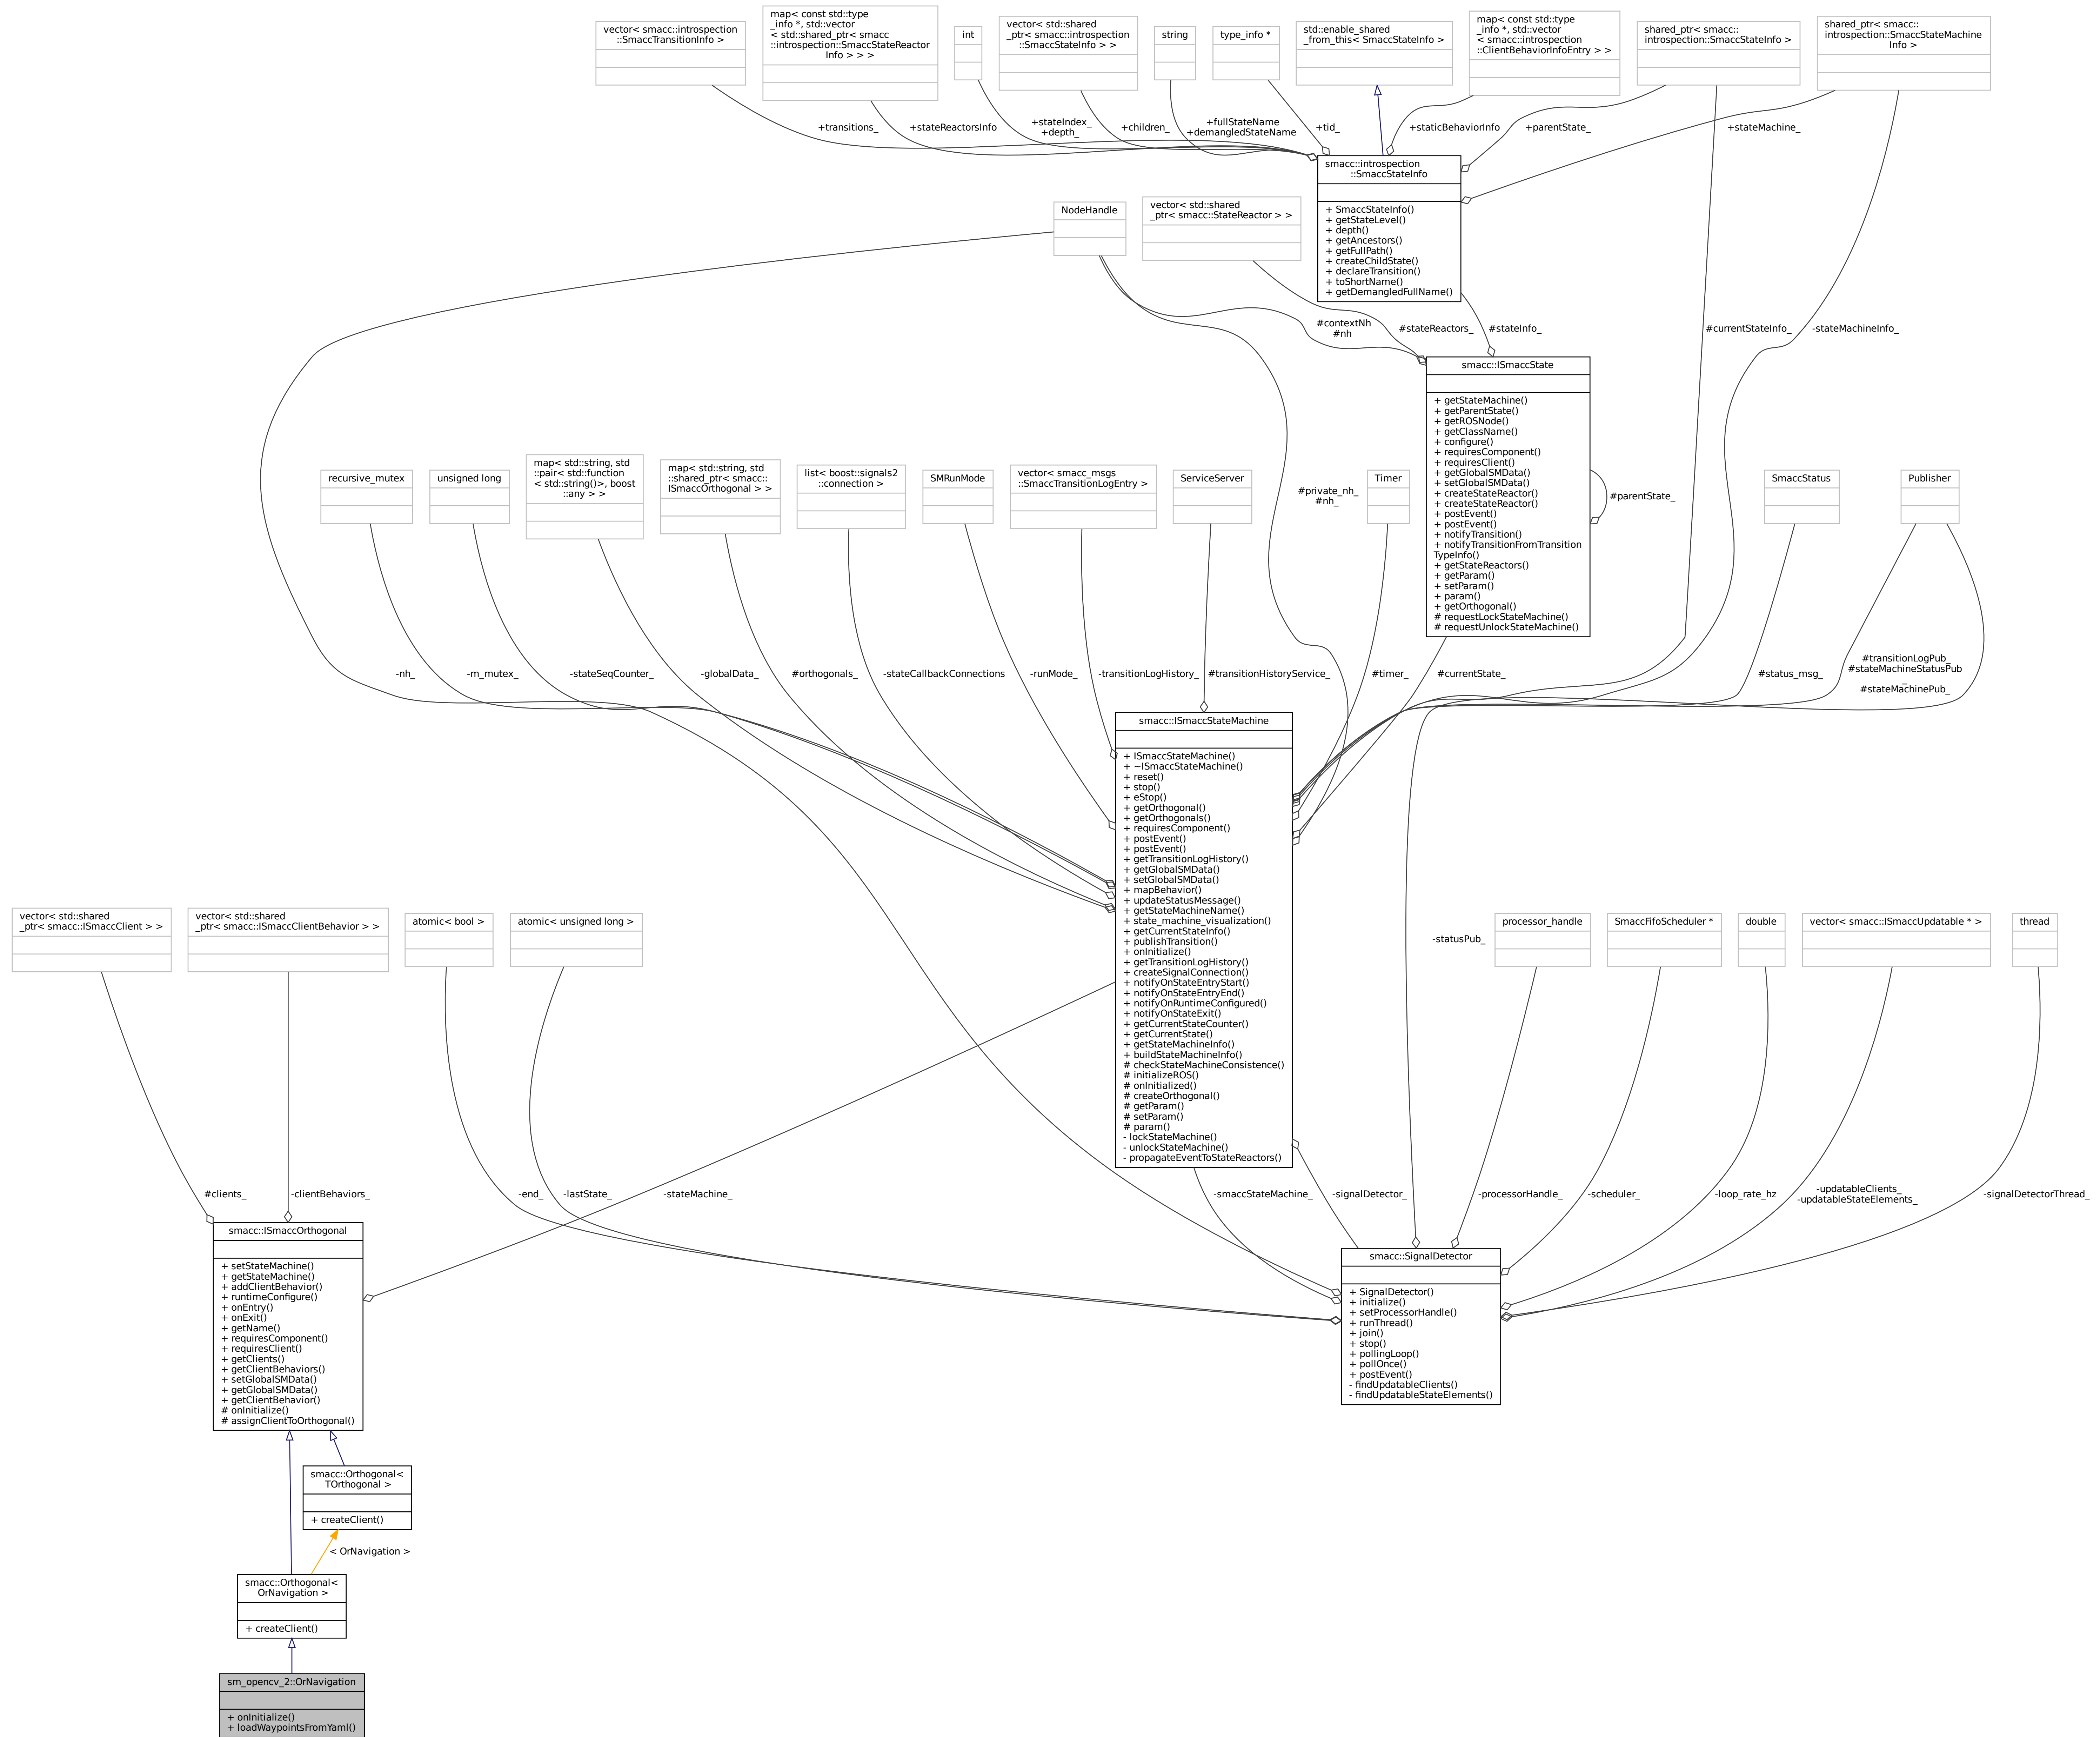 vector< smacc::introspection
::SmaccTransitionInfo >
map< const std::type
_info *, std::vector
< std::shared_ptr< smacc
::introspection::SmaccStateReactor
Info > > >
int
vector< std::shared
_ptr< smacc::introspection
::SmaccStateInfo > >
string
type_info *
std::enable_shared
_from_this< SmaccStateInfo >
map< const std::type
_info *, std::vector
< smacc::introspection
::ClientBehaviorInfoEntry > >
shared_ptr< smacc::
introspection::SmaccStateInfo >
shared_ptr< smacc::
introspection::SmaccStateMachine
Info >
+transitions_
+stateReactorsInfo
+stateIndex_
+depth_
+children_
+fullStateName
+demangledStateName
+tid_
+staticBehaviorInfo
+parentState_
+stateMachine_
smacc::introspection
::SmaccStateInfo
+ SmaccStateInfo()
+ getStateLevel()
+ depth()
+ getAncestors()
+ getFullPath()
+ createChildState()
+ declareTransition()
+ toShortName()
+ getDemangledFullName()
NodeHandle
vector< std::shared
_ptr< smacc::StateReactor > >
#contextNh
#nh
#stateReactors_
#stateInfo_
#currentStateInfo_
-stateMachineInfo_
smacc::ISmaccState
+ getStateMachine()
+ getParentState()
+ getROSNode()
+ getClassName()
+ configure()
+ requiresComponent()
+ requiresClient()
+ getGlobalSMData()
+ setGlobalSMData()
+ createStateReactor()
+ createStateReactor()
+ postEvent()
+ postEvent()
+ notifyTransition()
+ notifyTransitionFromTransition
TypeInfo()
+ getStateReactors()
+ getParam()
+ setParam()
+ param()
+ getOrthogonal()
# requestLockStateMachine()
# requestUnlockStateMachine()
#parentState_
recursive_mutex
unsigned long
map< std::string, std
::pair< std::function
< std::string()>, boost
::any > >
map< std::string, std
::shared_ptr< smacc::
ISmaccOrthogonal > >
list< boost::signals2
::connection >
SMRunMode
vector< smacc_msgs
::SmaccTransitionLogEntry >
ServiceServer
#private_nh_
#nh_
Timer
SmaccStatus
Publisher
-nh_
-m_mutex_
-stateSeqCounter_
-globalData_
#orthogonals_
-stateCallbackConnections
-runMode_
-transitionLogHistory_
#transitionHistoryService_
#timer_
#currentState_
#status_msg_
#transitionLogPub_
#stateMachineStatusPub
_
#stateMachinePub_
smacc::ISmaccStateMachine
+ ISmaccStateMachine()
+ ~ISmaccStateMachine()
+ reset()
+ stop()
+ eStop()
+ getOrthogonal()
+ getOrthogonals()
+ requiresComponent()
+ postEvent()
+ postEvent()
+ getTransitionLogHistory()
+ getGlobalSMData()
+ setGlobalSMData()
+ mapBehavior()
+ updateStatusMessage()
+ getStateMachineName()
+ state_machine_visualization()
+ getCurrentStateInfo()
+ publishTransition()
+ onInitialize()
+ getTransitionLogHistory()
+ createSignalConnection()
+ notifyOnStateEntryStart()
+ notifyOnStateEntryEnd()
+ notifyOnRuntimeConfigured()
+ notifyOnStateExit()
+ getCurrentStateCounter()
+ getCurrentState()
+ getStateMachineInfo()
+ buildStateMachineInfo()
# checkStateMachineConsistence()
# initializeROS()
# onInitialized()
# createOrthogonal()
# getParam()
# setParam()
# param()
- lockStateMachine()
- unlockStateMachine()
- propagateEventToStateReactors()
vector< std::shared
_ptr< smacc::ISmaccClient > >
vector< std::shared
_ptr< smacc::ISmaccClientBehavior > >
atomic< bool >
atomic< unsigned long >
-statusPub_
processor_handle
SmaccFifoScheduler *
double
vector< smacc::ISmaccUpdatable * >
thread
#clients_
-clientBehaviors_
-end_
-lastState_
-stateMachine_
-smaccStateMachine_
-signalDetector_
-processorHandle_
-scheduler_
-loop_rate_hz
-updatableClients_
-updatableStateElements_
-signalDetectorThread_
smacc::ISmaccOrthogonal
+ setStateMachine()
+ getStateMachine()
+ addClientBehavior()
+ runtimeConfigure()
+ onEntry()
+ onExit()
+ getName()
+ requiresComponent()
+ requiresClient()
+ getClients()
+ getClientBehaviors()
+ setGlobalSMData()
+ getGlobalSMData()
+ getClientBehavior()
# onInitialize()
# assignClientToOrthogonal()
smacc::SignalDetector
+ SignalDetector()
+ initialize()
+ setProcessorHandle()
+ runThread()
+ join()
+ stop()
+ pollingLoop()
+ pollOnce()
+ postEvent()
- findUpdatableClients()
- findUpdatableStateElements()
smacc::Orthogonal<
TOrthogonal >
+ createClient()
< OrNavigation >
smacc::Orthogonal<
OrNavigation >
+ createClient()
sm_opencv_2::OrNavigation
+ onInitialize()
+ loadWaypointsFromYaml()